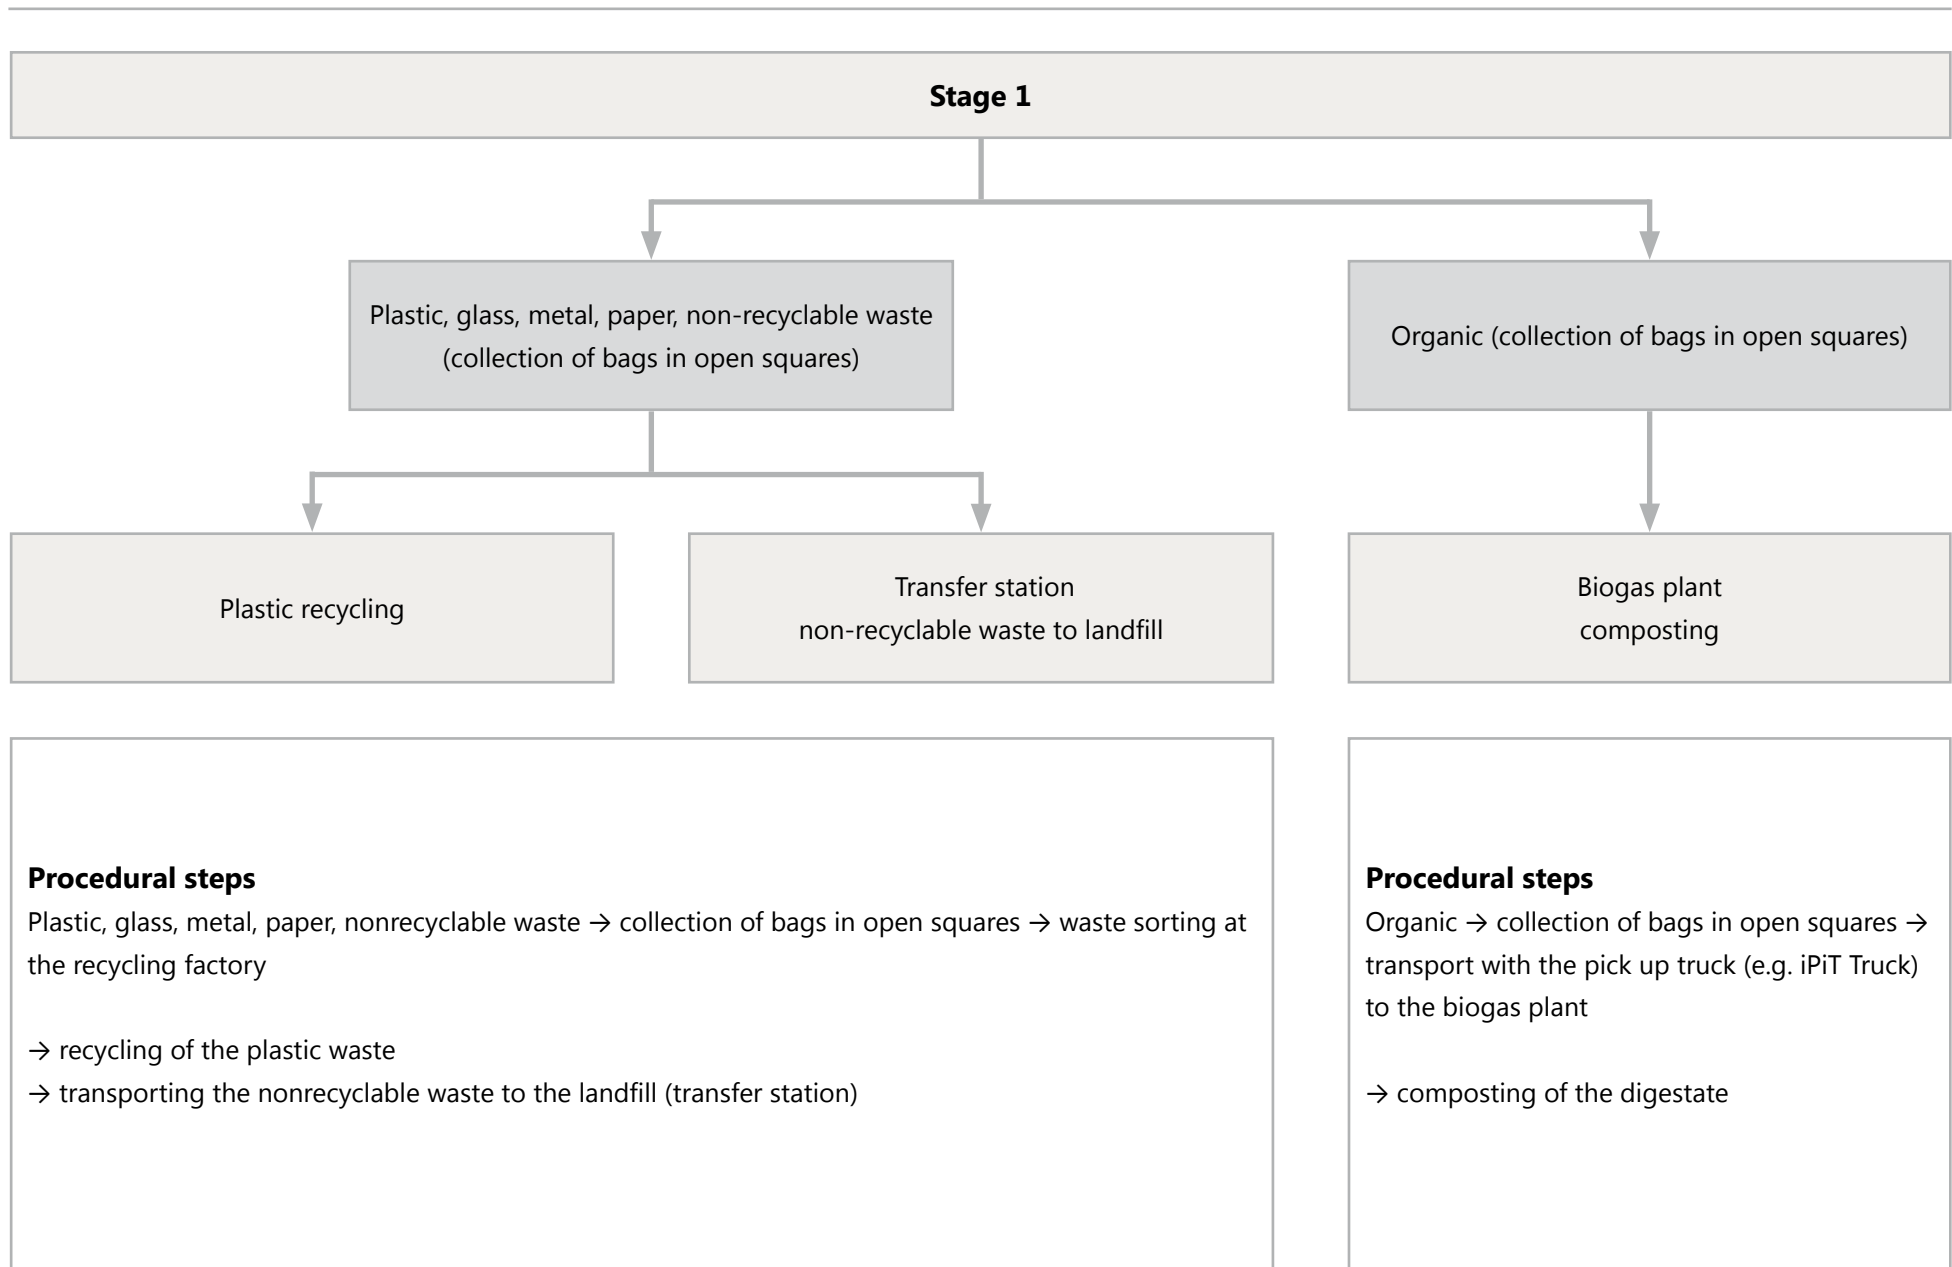 Stage 1
Plastic, glass, metal, paper, non-recyclable waste
(collection of bags in open squares)
Organic (collection of bags in open squares)
Plastic recycling
Transfer station
non-recyclable waste to landfill
Biogas plant
composting
Procedural steps
Plastic, glass, metal, paper, nonrecyclable waste → collection of bags in open squares → waste sorting at
the recycling factory
→ recycling of the plastic waste
→ transporting the nonrecyclable waste to the landfill (transfer station)
Procedural steps
Organic → collection of bags in open squares →
transport with the pick up truck (e.g. iPiT Truck)
to the biogas plant
→ composting of the digestate